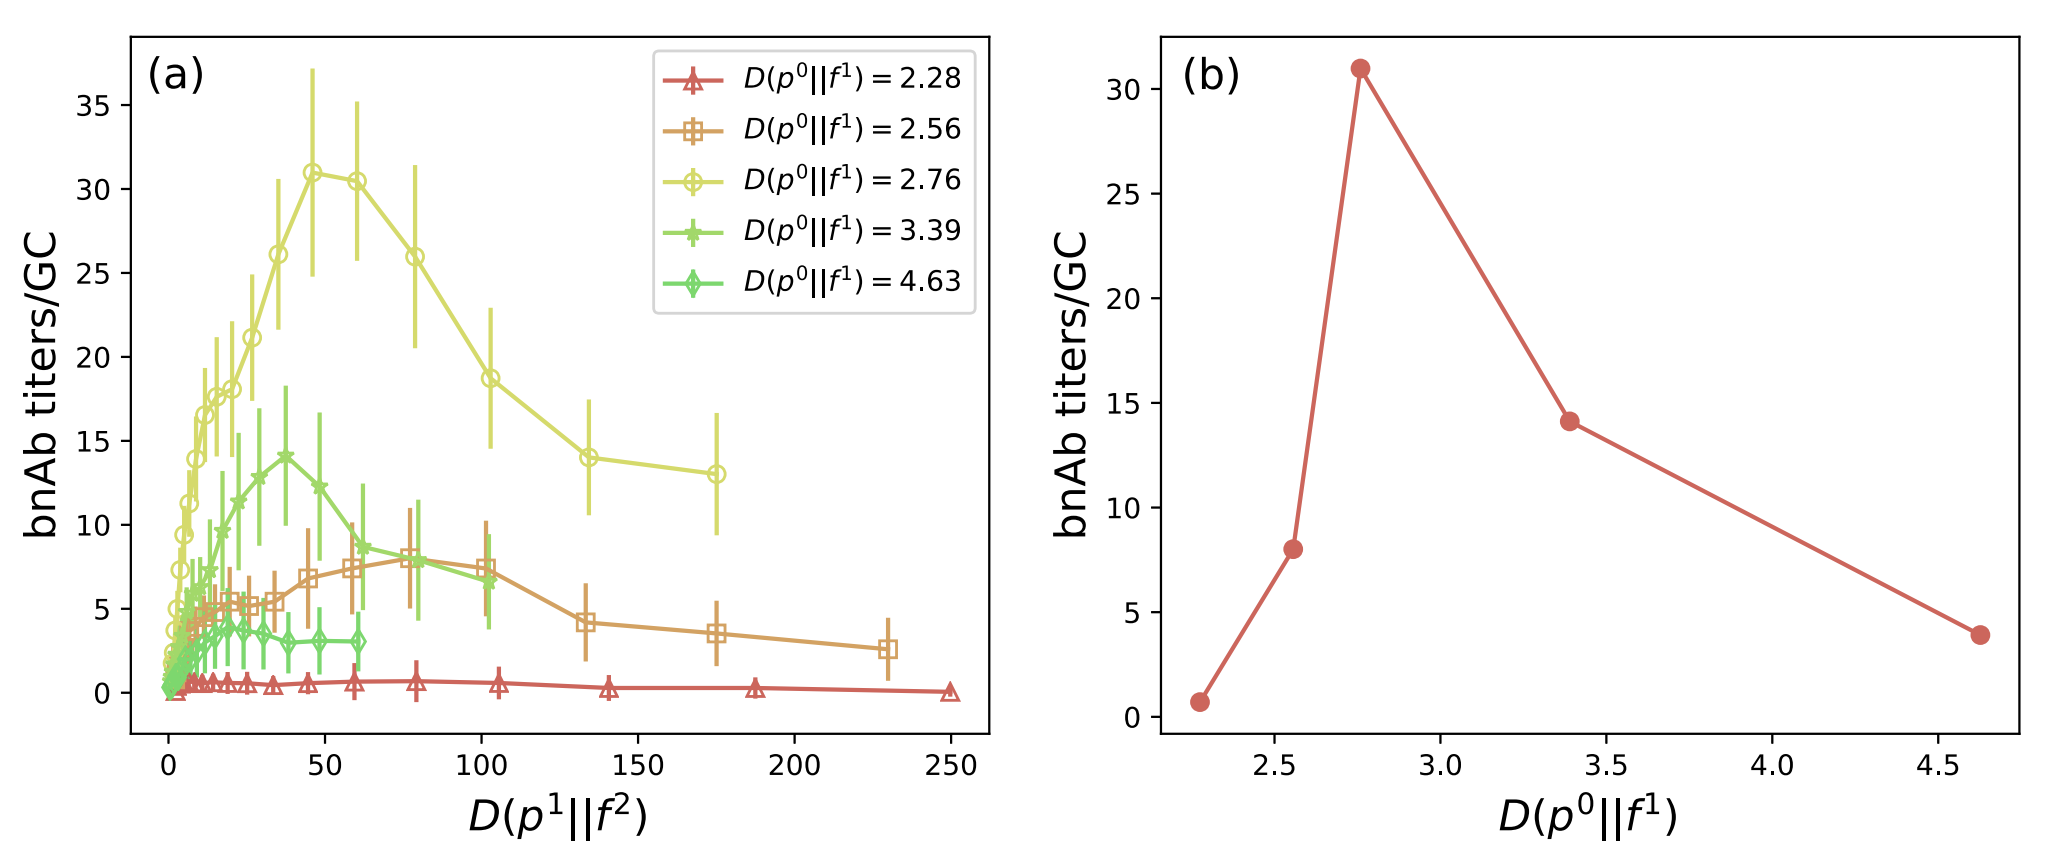 (a)
D(p⁰||f¹) = 2.28
D(p⁰||f¹) = 2.56
D(p⁰||f¹) = 2.76
D(p⁰||f¹) = 3.39
D(p⁰||f¹) = 4.63
bnAb titers/GC
35
30
25
20
15
10
5
0
0 50 100 150 200 250
D(p¹||f²)
(b)
bnAb titers/GC
30
25
20
15
10
5
0
2.5 3.0 3.5 4.0 4.5
D(p⁰||f¹)